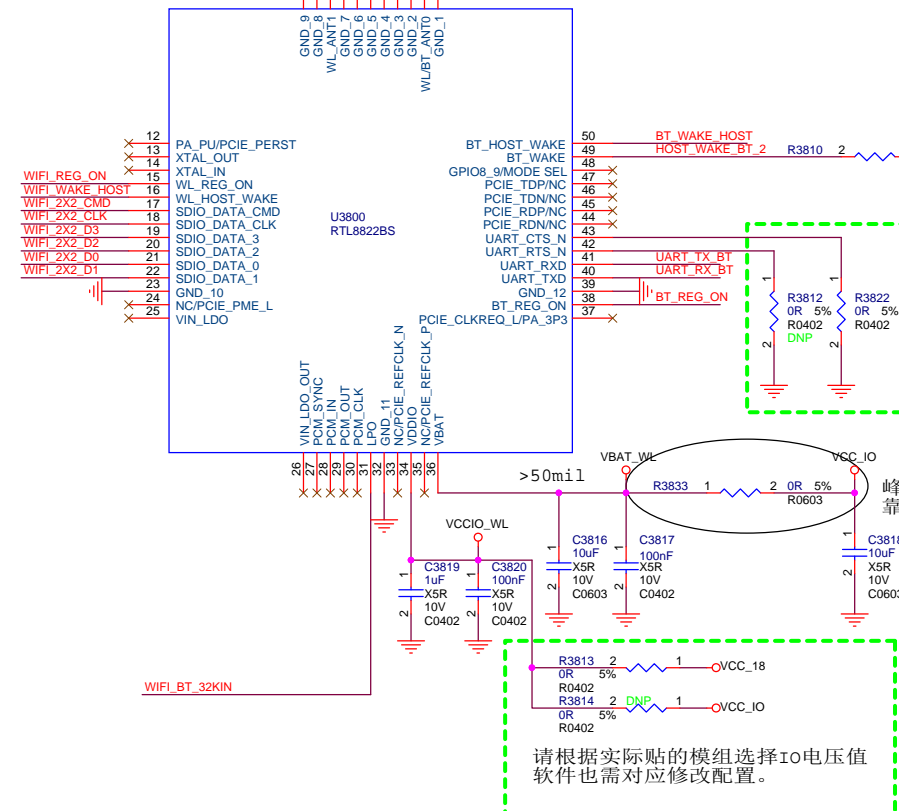 GND_9
GND_8
WL_ANT1
GND_7
GND_6
GND_5
GND_4
GND_3
GND_2
WL/BT_ANT0
GND_1
12 PA_PU/PCIE_PERST
13 XTAL_OUT
14 XTAL_IN
WIFI_REG_ON 15 WL_REG_ON
WIFI_WAKE_HOST 16 WL_HOST_WAKE
WIFI_2X2_CMD 17 SDIO_DATA_CMD
WIFI_2X2_CLK 18 SDIO_DATA_CLK
WIFI_2X2_D3 19 SDIO_DATA_3
WIFI_2X2_D2 20 SDIO_DATA_2
WIFI_2X2_D0 21 SDIO_DATA_0
WIFI_2X2_D1 22 SDIO_DATA_1
23 GND_10
24 NC/PCIE_PME_L
25 VIN_LDO
U3800
RTL8822BS
BT_HOST_WAKE 50 BT_WAKE_HOST
BT_WAKE 49 HOST_WAKE_BT_2 R3810 2
GPIO8_9/MODE SEL 48
PCIE_TDP/NC 47
PCIE_TDN/NC 46
PCIE_RDP/NC 45
PCIE_RDN/NC 44
UART_CTS_N 43
UART_RTS_N 42
UART_RXD 41 UART_TX_BT
UART_TXD 40 UART_RX_BT
GND_12 39
BT_REG_ON 38 BT_REG_ON
PCIE_CLKREQ_L/PA_3P3 37
1 R3812 2
0R 5%
R0402
DNP
1 R3822 2
0R 5%
R0402
VIN_LDO_OUT 26
PCM_SYNC 27
PCM_IN 28
PCM_OUT 29
PCM_CLK 30
LPO 31
GND_11 32
NC/PCIE_REFCLK_N 33
VDDIO 34
NC/PCIE_REFCLK_P 35
VBAT 36
>50mil
VBAT_WL
VCC_IO
R3833 1 2 0R 5%
R0603
峰
靠
VCCIO_WL
1 C3819 2
1uF
X5R
10V
C0402
1 C3820 2
100nF
X5R
10V
C0402
1 C3816 2
10uF
X5R
10V
C0603
1 C3817 2
100nF
X5R
10V
C0402
1 C3818 2
10uF
X5R
10V
C0603
WIFI_BT_32KIN
R3813 2 1 VCC_18
0R 5%
R0402
R3814 2 DNP 1 VCC_IO
0R 5%
R0402
请根据实际贴的模组选择IO电压值
软件也需对应修改配置。